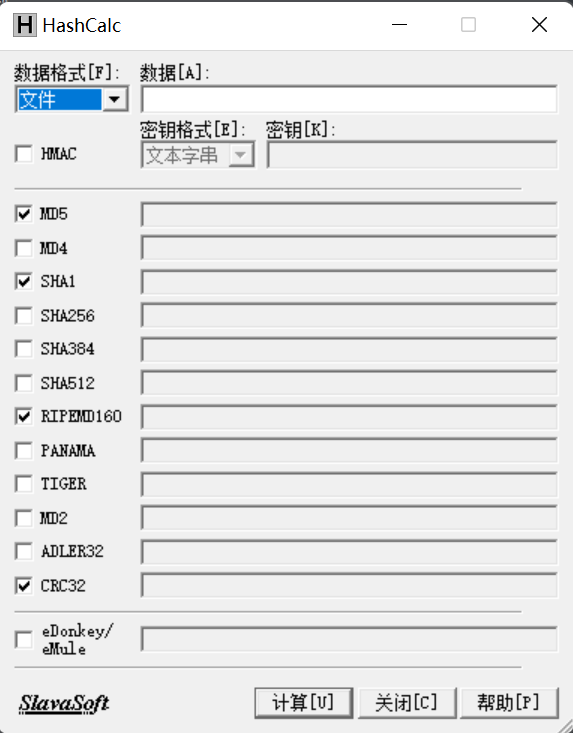 H HashCalc
数据格式[F]: 数据[A]:
文件
密钥格式[E]: 密钥[K]:
HMAC 文本字串
MD5
MD4
SHA1
SHA256
SHA384
SHA512
RIPEMD160
PANAMA
TIGER
MD2
ADLER32
CRC32
eDonkey/
eMule
SlavaSoft 计算[U] 关闭[C] 帮助[P]